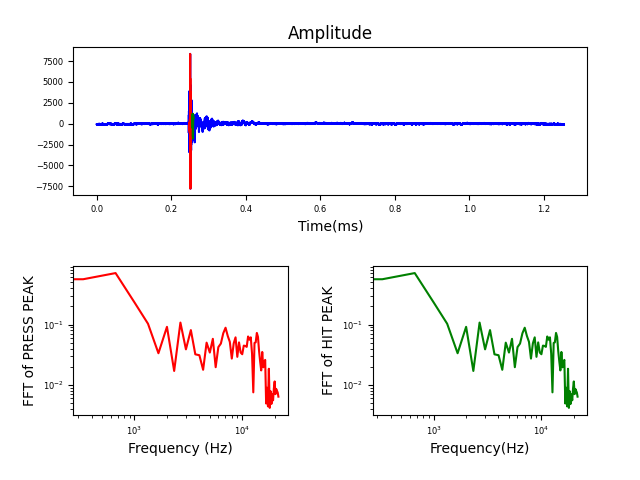 Amplitude
7500
5000
2500
0
−2500
−5000
−7500
0.0 0.2 0.4 0.6 0.8 1.0 1.2
Time(ms)
FFT of PRESS PEAK
10⁻¹
10⁻²
10³ 10⁴
Frequency (Hz)
FFT of HIT PEAK
10⁻¹
10⁻²
10³ 10⁴
Frequency(Hz)